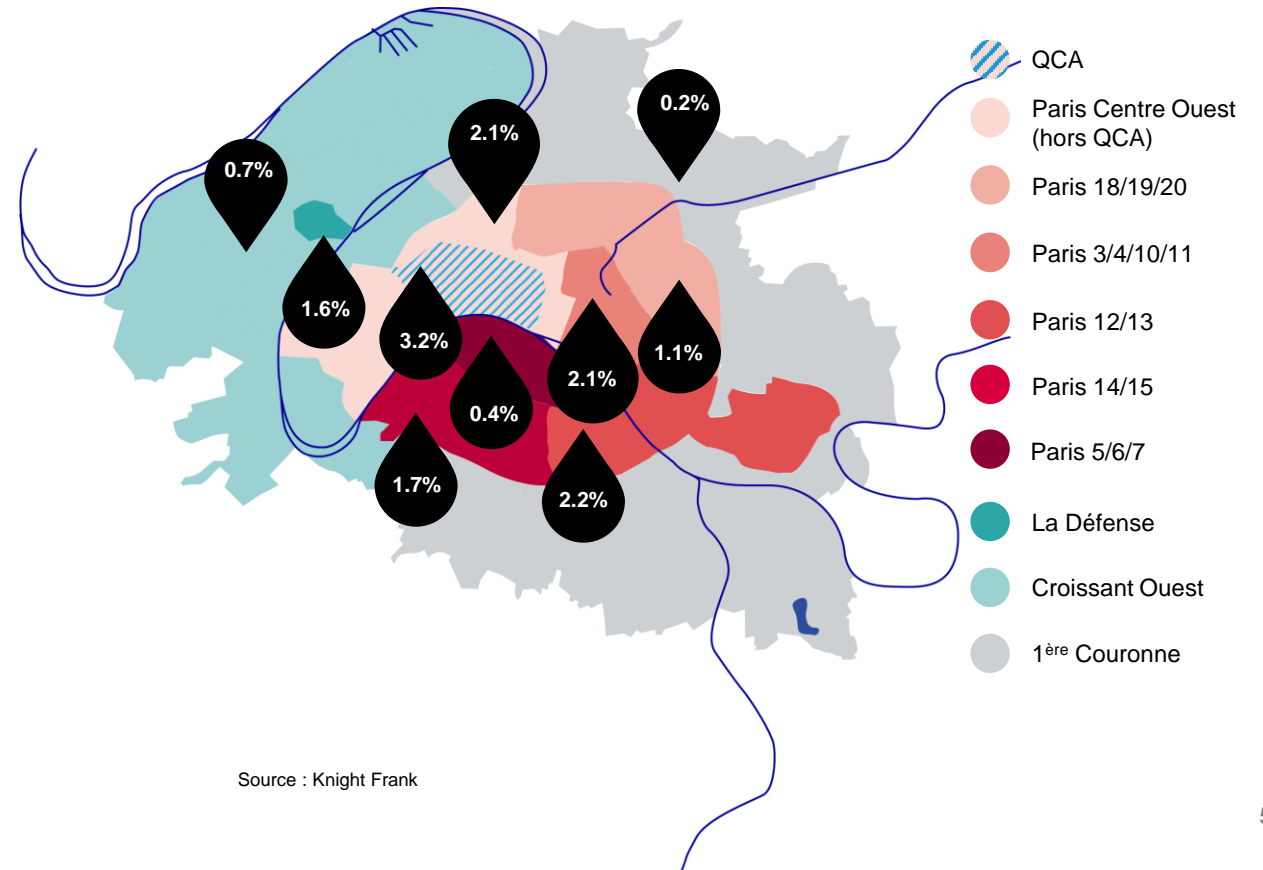 0.2%
2.1%
0.7%
1.6%
3.2%
1.1%
2.1%
0.4%
1.7%
2.2%
QCA
Paris Centre Ouest
(hors QCA)
Paris 18/19/20
Paris 3/4/10/11
Paris 12/13
Paris 14/15
Paris 5/6/7
La Défense
Croissant Ouest
1ère Couronne
Source : Knight Frank